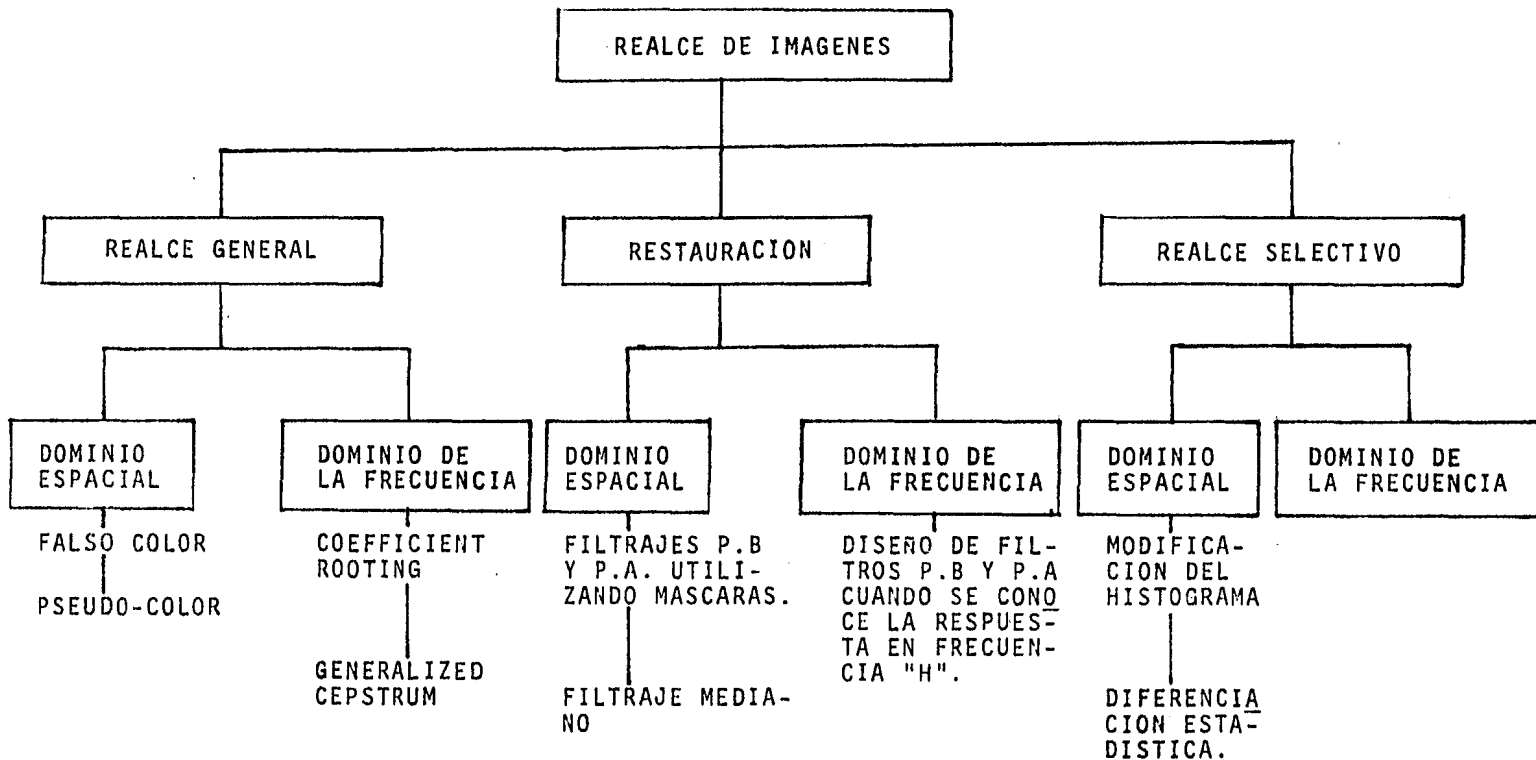 REALCE DE IMAGENES
REALCE GENERAL
RESTAURACION
REALCE SELECTIVO
DOMINIO
ESPACIAL
DOMINIO DE
LA FRECUENCIA
DOMINIO
ESPACIAL
DOMINIO DE
LA FRECUENCIA
DOMINIO
ESPACIAL
DOMINIO DE
LA FRECUENCIA
FALSO COLOR
PSEUDO-COLOR
COEFFICIENT
ROOTING
GENERALIZED
CEPSTRUM
FILTRAJES P.B
Y P.A. UTILI-
ZANDO MASCARAS.
FILTRAJE MEDIA-
NO
DISEÑO DE FIL-
TROS P.B Y P.A
CUANDO SE CONO
CE LA RESPUES-
TA EN FRECUEN-
CIA "H".
MODIFICA-
CION DEL
HISTOGRAMA
DIFERENCIA
CION ESTA-
DISTICA.